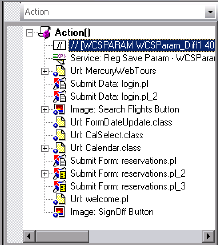 Action
Action()
// [WCSPARAM WCSParam_Diff1 40
Service: Reg Save Param - WCSPar
Url: MercuryWebTours
Submit Data: login.pl
Submit Data: login.pl_2
Image: Search Flights Button
Url: FormDateUpdate.class
Url: CalSelect.class
Url: Calendar.class
Submit Form: reservations.pl
Submit Form: reservations.pl_2
Submit Form: reservations.pl_3
Url: welcome.pl
Image: SignOff Button